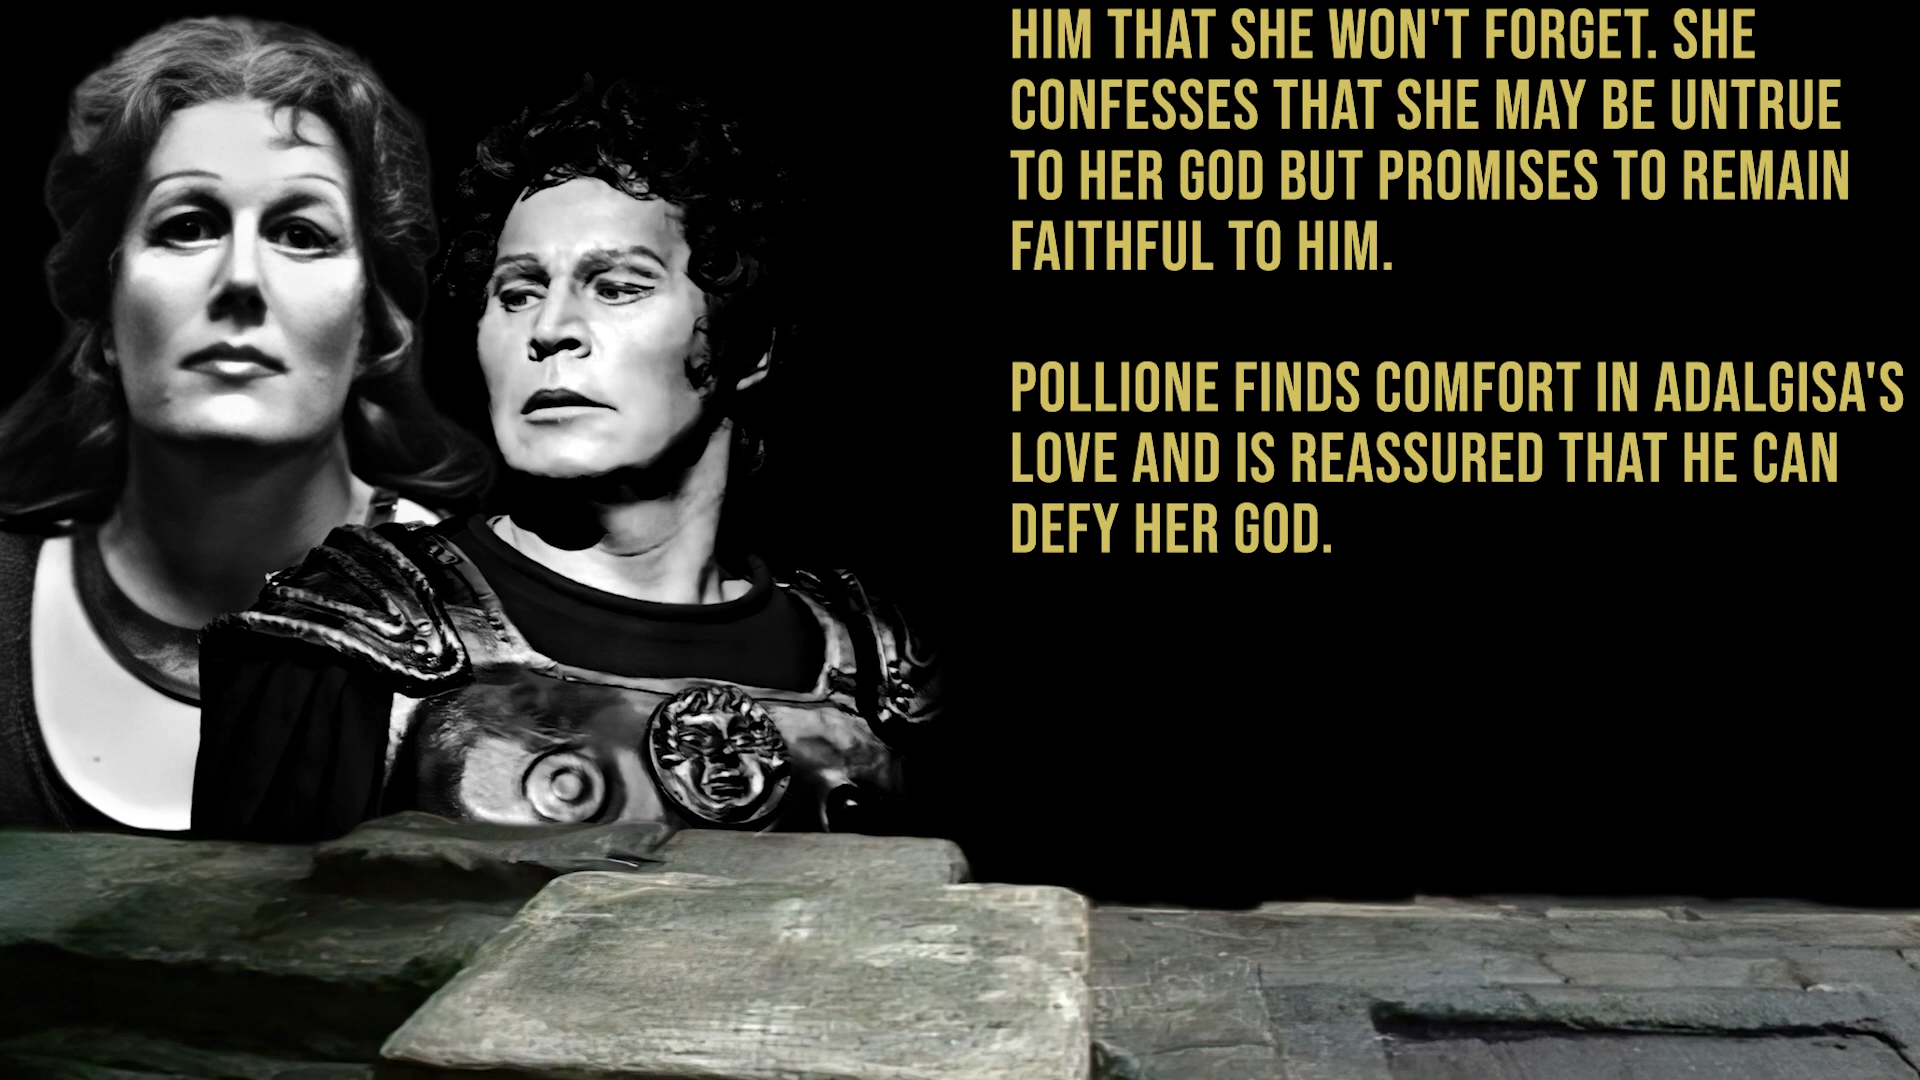 HIM THAT SHE WON'T FORGET. SHE
CONFESSES THAT SHE MAY BE UNTRUE
TO HER GOD BUT PROMISES TO REMAIN
FAITHFUL TO HIM.
POLLIONE FINDS COMFORT IN ADALGISA'S
LOVE AND IS REASSURED THAT HE CAN
DEFY HER GOD.